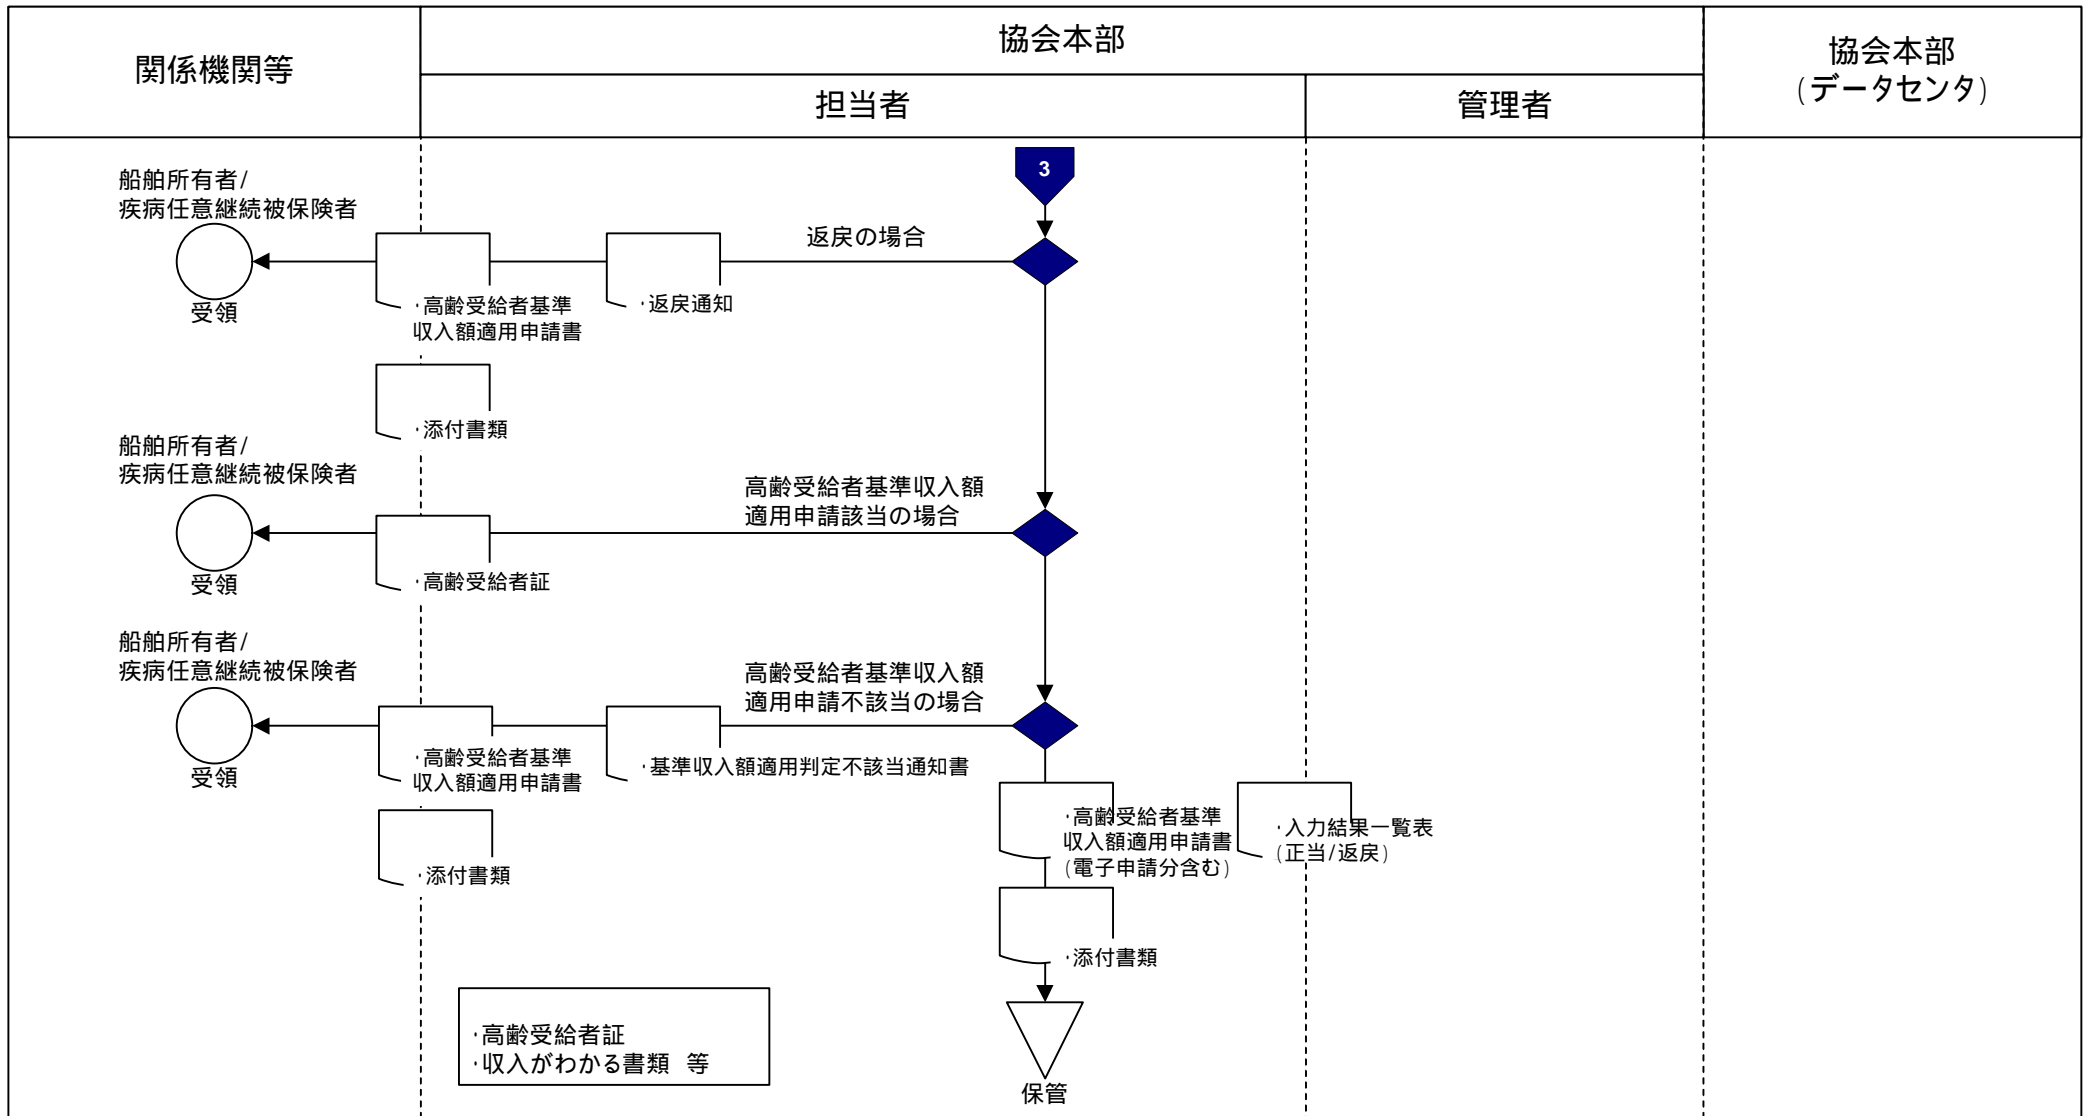 関係機関等
協会本部
担当者
管理者
協会本部
(データセンタ)
3
船舶所有者/
疾病任意継続被保険者
受領
・高齢受給者基準
収入額適用申請書
・返戻通知
返戻の場合
・添付書類
船舶所有者/
疾病任意継続被保険者
受領
・高齢受給者証
高齢受給者基準収入額
適用申請該当の場合
船舶所有者/
疾病任意継続被保険者
受領
・高齢受給者基準
収入額適用申請書
・基準収入額適用判定不該当通知書
高齢受給者基準収入額
適用申請不該当の場合
・添付書類
・高齢受給者基準
収入額適用申請書
(電子申請分含む)
・入力結果一覧表
(正当/返戻)
・添付書類
保管
・高齢受給者証
・収入がわかる書類 等